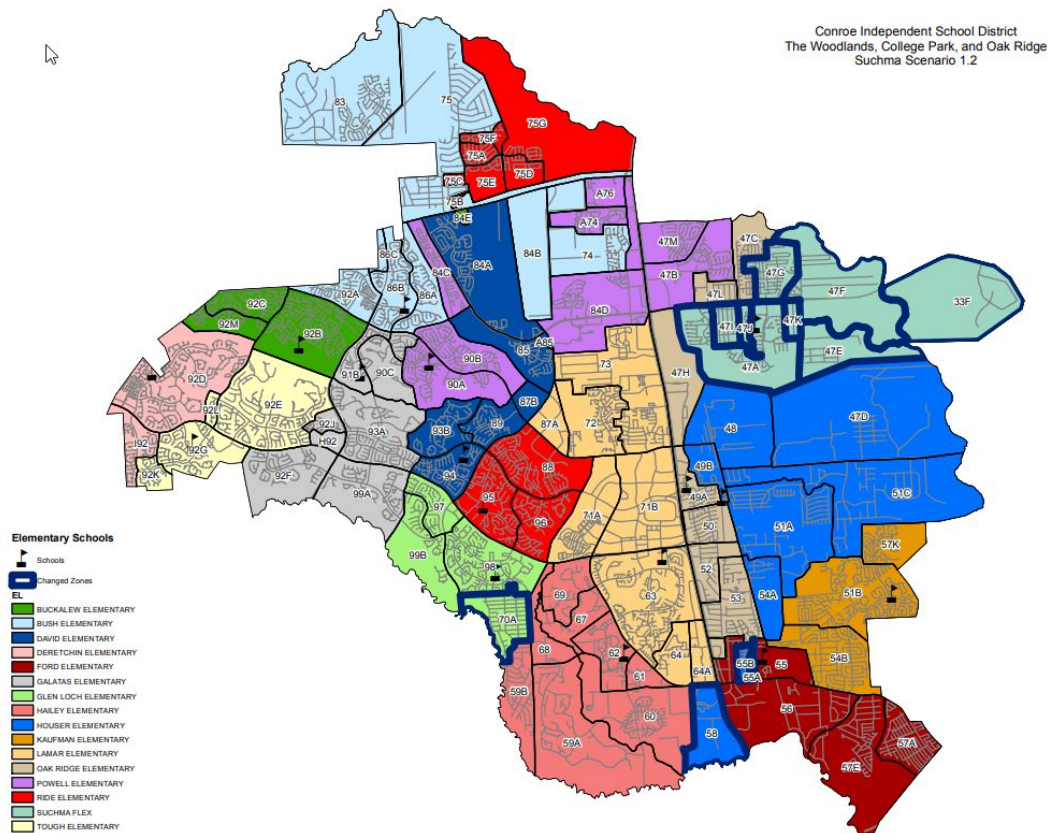 Conroe Independent School District
The Woodlands, College Park, and Oak Ridge
Suchma Scenario 1.2
83
75
75G
75F
75A
75C
75E
75D
75B
84E
A76
A74
84B
74
84A
84C
86C
86B
86A
92A
47M
47C
47B
47G
47L
47F
33F
84D
47I
47J
47K
47E
47A
92C
92M
92B
85
A85
90B
90A
90C
91B
73
47H
92D
92E
92L
87B
87A
72
48
47D
92J
H92
93A
93B
89
I92
92G
92K
94
88
49B
49A
51C
92F
99A
95
96
97
71A
71B
50
51A
57K
99B
98
52
53
54A
51B
69
67
63
70A
68
62
61
64
64A
55B
55
55A
54B
59B
60
59A
58
56
57A
57E
Elementary Schools
Schools
Changed Zones
EL
BUCKALEW ELEMENTARY
BUSH ELEMENTARY
DAVID ELEMENTARY
DERETCHIN ELEMENTARY
FORD ELEMENTARY
GALATAS ELEMENTARY
GLEN LOCH ELEMENTARY
HAILEY ELEMENTARY
HOUSER ELEMENTARY
KAUFMAN ELEMENTARY
LAMAR ELEMENTARY
OAK RIDGE ELEMENTARY
POWELL ELEMENTARY
RIDE ELEMENTARY
SUCHMA FLEX
TOUGH ELEMENTARY